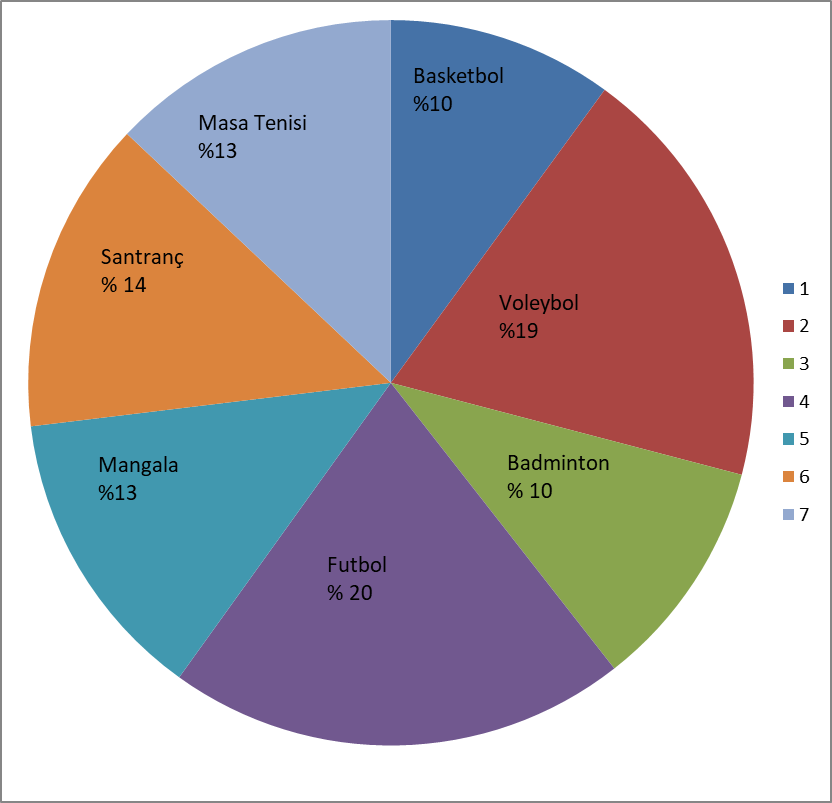 Basketbol
%10
Masa Tenisi
%13
Santranç
% 14
Voleybol
%19
Mangala
%13
Badminton
% 10
Futbol
% 20
1
2
3
4
5
6
7